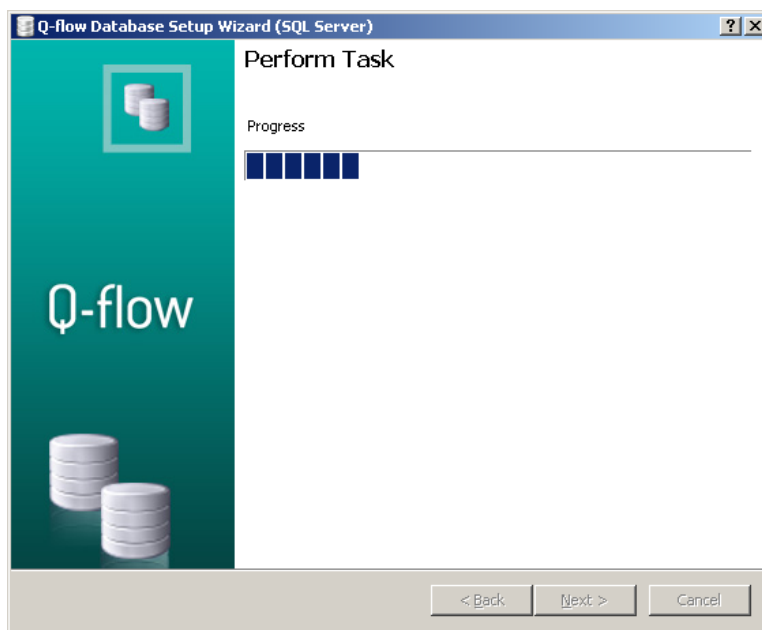 Q-flow Database Setup Wizard (SQL Server)
Perform Task
Progress
Q-flow
< Back
Next >
Cancel